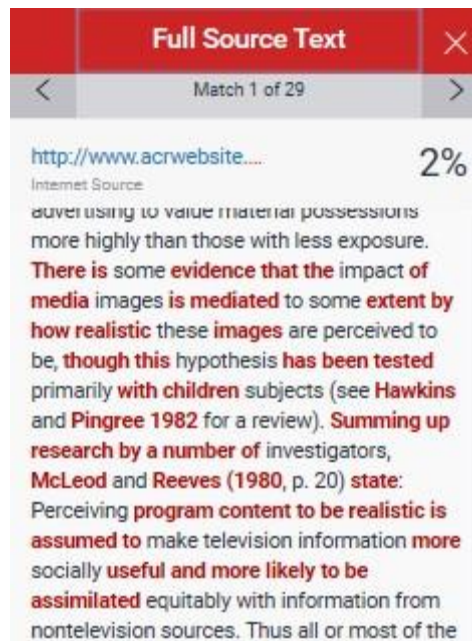 Full Source Text
Match 1 of 29
http://www.acrwebsite....
2%
Internet Source
advertising to value material possessions
more highly than those with less exposure.
There is some evidence that the impact of
media images is mediated to some extent by
how realistic these images are perceived to
be, though this hypothesis has been tested
primarily with children subjects (see Hawkins
and Pingree 1982 for a review). Summing up
research by a number of investigators,
McLeod and Reeves (1980, p. 20) state:
Perceiving program content to be realistic is
assumed to make television information more
socially useful and more likely to be
assimilated equitably with information from
nontelevision sources. Thus all or most of the